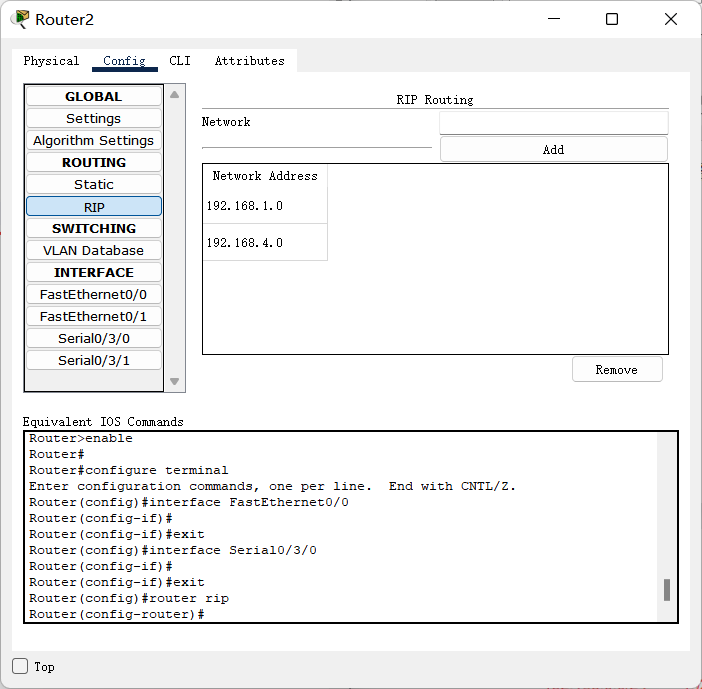 Router2
Physical Config CLI Attributes
GLOBAL
Settings
Algorithm Settings
ROUTING
Static
RIP
SWITCHING
VLAN Database
INTERFACE
FastEthernet0/0
FastEthernet0/1
Serial0/3/0
Serial0/3/1
RIP Routing
Network
Add
Network Address
192.168.1.0
192.168.4.0
Remove
Equivalent IOS Commands
Router>enable
Router#
Router#configure terminal
Enter configuration commands, one per line.  End with CNTL/Z.
Router(config)#interface FastEthernet0/0
Router(config-if)#
Router(config-if)#exit
Router(config)#interface Serial0/3/0
Router(config-if)#
Router(config-if)#exit
Router(config)#router rip
Router(config-router)#
Top